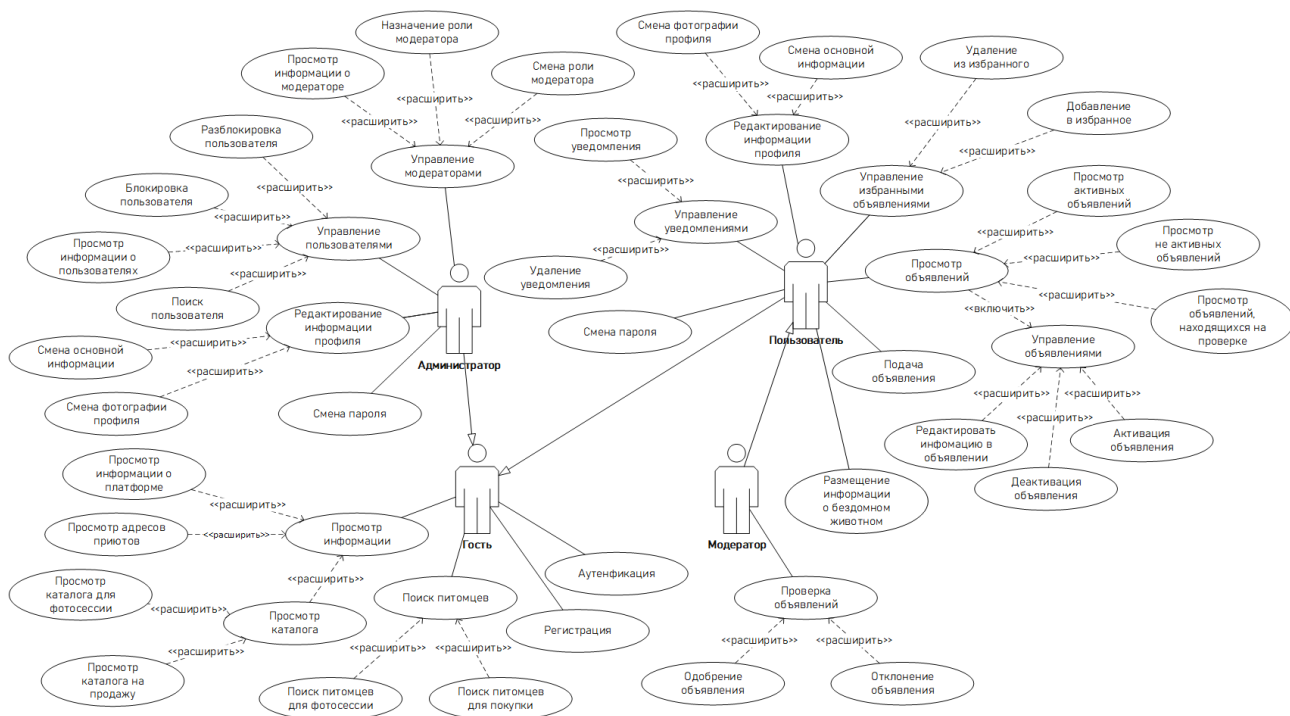 Назначение роли
модератора
Просмотр
информации о
модераторе
Смена роли
модератора
<<расширить>>
<<расширить>>
<<расширить>>
Разблокировка
пользователя
Управление
модераторами
<<расширить>>
Блокировка
пользователя
<<расширить>>
Управление
пользователями
Просмотр
информации о
пользователях
<<расширить>>
<<расширить>>
Поиск
пользователя
Редактирование
информации
профиля
Смена основной
информации
<<расширить>>
<<расширить>>
Смена фотографии
профиля
Смена пароля
Администратор
Смена фотографии
профиля
Смена основной
информации
<<расширить>>
<<расширить>>
Редактирование
информации
профиля
Удаление
из избранного
Добавление
в избранное
<<расширить>>
<<расширить>>
Управление
избранными
объявлениями
Просмотр
уведомления
<<расширить>>
Управление
уведомлениями
<<расширить>>
Удаление
уведомления
Просмотр
активных
объявлений
<<расширить>>
Просмотр
не активных
объявлений
<<расширить>>
Просмотр
объявлений
<<расширить>>
Просмотр
объявлений,
находящихся на
проверке
<<включить>>
Управление
объявлениями
Смена пароля
Пользователь
Подача
объявления
<<расширить>>
<<расширить>>
<<расширить>>
Редактировать
инфомацию в
объявлении
Деактивация
объявления
Активация
объявления
Размещение
информации
о бездомном
животном
Просмотр
информации о
платформе
<<расширить>>
Просмотр адресов
приютов
<<расширить>>
Просмотр
информации
Гость
<<расширить>>
Просмотр
каталога для
фотосессии
<<расширить>>
Просмотр
каталога
<<расширить>>
Просмотр
каталога на
продажу
Поиск питомцев
Аутенфикация
Регистрация
<<расширить>>
<<расширить>>
Поиск питомцев
для фотосессии
Поиск питомцев
для покупки
Модератор
Проверка
объявлений
<<расширить>>
<<расширить>>
Одобрение
объявления
Отклонение
объявления